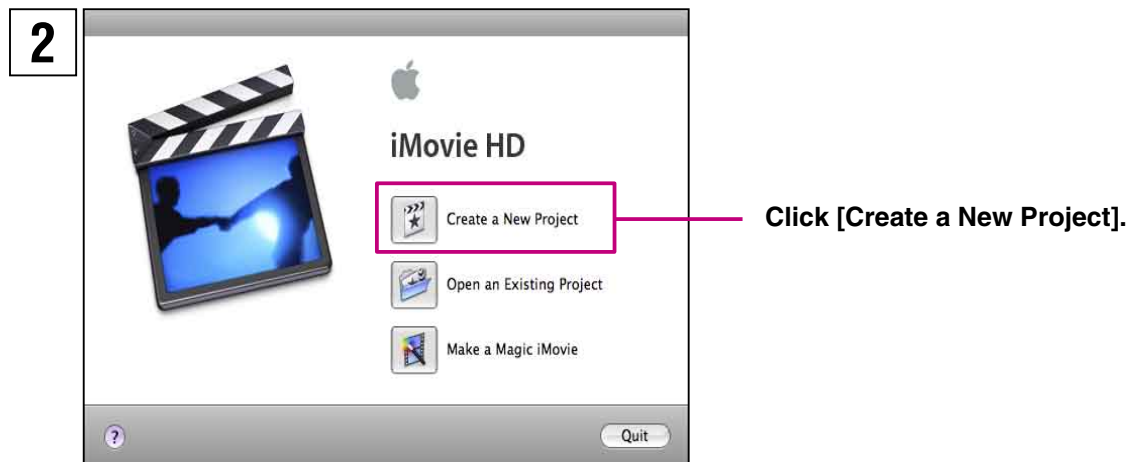 2
iMovie HD
Create a New Project
Click [Create a New Project].
Open an Existing Project
Make a Magic iMovie
?
Quit